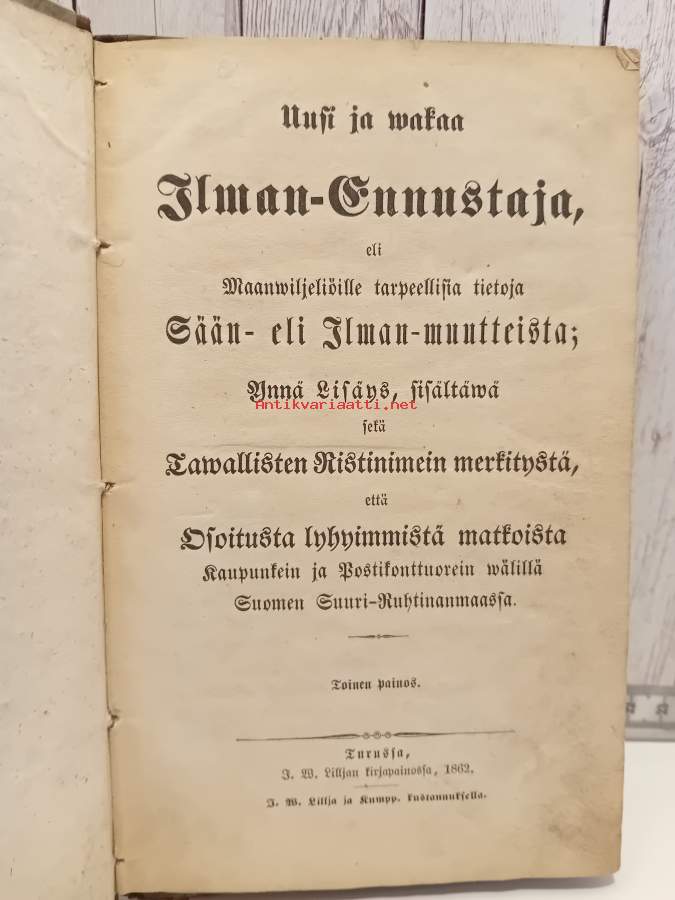 Uusi ja wakaa
Ilman-Ennustaja,
eli
Maanwiljeliöille tarpeellisia tietoja
Sään- eli Ilman-muutteista;
Ynnä Lisäys, sisältäwä
Antikvariaatti.net
sekä
Tawallisten Ristinimein merkitystä,
että
Osoitusta lyhyimmistä matkoista
Kaupunkein ja Postikonttuorein wälillä
Suomen Suuri-Ruhtinanmaassa.
Toinen painos.
Turussa,
J. W. Lilljan kirjapainossa, 1862.
J. W. Lillja ja Kumpp. kustannuksella.